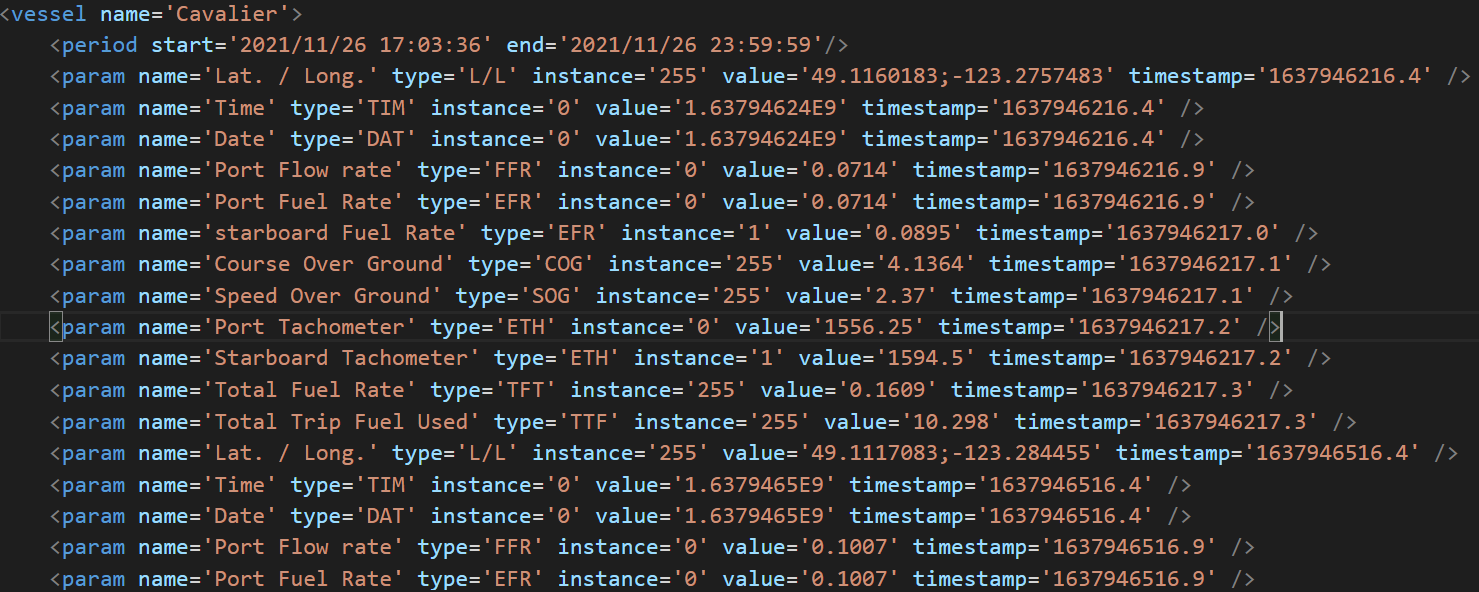 <vessel name='Cavalier'>
<period start='2021/11/26 17:03:36' end='2021/11/26 23:59:59'/>
<param name='Lat. / Long.' type='L/L' instance='255' value='49.1160183;-123.2757483' timestamp='1637946216.4' />
<param name='Time' type='TIM' instance='0' value='1.63794624E9' timestamp='1637946216.4' />
<param name='Date' type='DAT' instance='0' value='1.63794624E9' timestamp='1637946216.4' />
<param name='Port Flow rate' type='FFR' instance='0' value='0.0714' timestamp='1637946216.9' />
<param name='Port Fuel Rate' type='EFR' instance='0' value='0.0714' timestamp='1637946216.9' />
<param name='starboard Fuel Rate' type='EFR' instance='1' value='0.0895' timestamp='1637946217.0' />
<param name='Course Over Ground' type='COG' instance='255' value='4.1364' timestamp='1637946217.1' />
<param name='Speed Over Ground' type='SOG' instance='255' value='2.37' timestamp='1637946217.1' />
<param name='Port Tachometer' type='ETH' instance='0' value='1556.25' timestamp='1637946217.2' />
<param name='Starboard Tachometer' type='ETH' instance='1' value='1594.5' timestamp='1637946217.2' />
<param name='Total Fuel Rate' type='TFT' instance='255' value='0.1609' timestamp='1637946217.3' />
<param name='Total Trip Fuel Used' type='TTF' instance='255' value='10.298' timestamp='1637946217.3' />
<param name='Lat. / Long.' type='L/L' instance='255' value='49.1117083;-123.284455' timestamp='1637946516.4' />
<param name='Time' type='TIM' instance='0' value='1.6379465E9' timestamp='1637946516.4' />
<param name='Date' type='DAT' instance='0' value='1.6379465E9' timestamp='1637946516.4' />
<param name='Port Flow rate' type='FFR' instance='0' value='0.1007' timestamp='1637946516.9' />
<param name='Port Fuel Rate' type='EFR' instance='0' value='0.1007' timestamp='1637946516.9' />